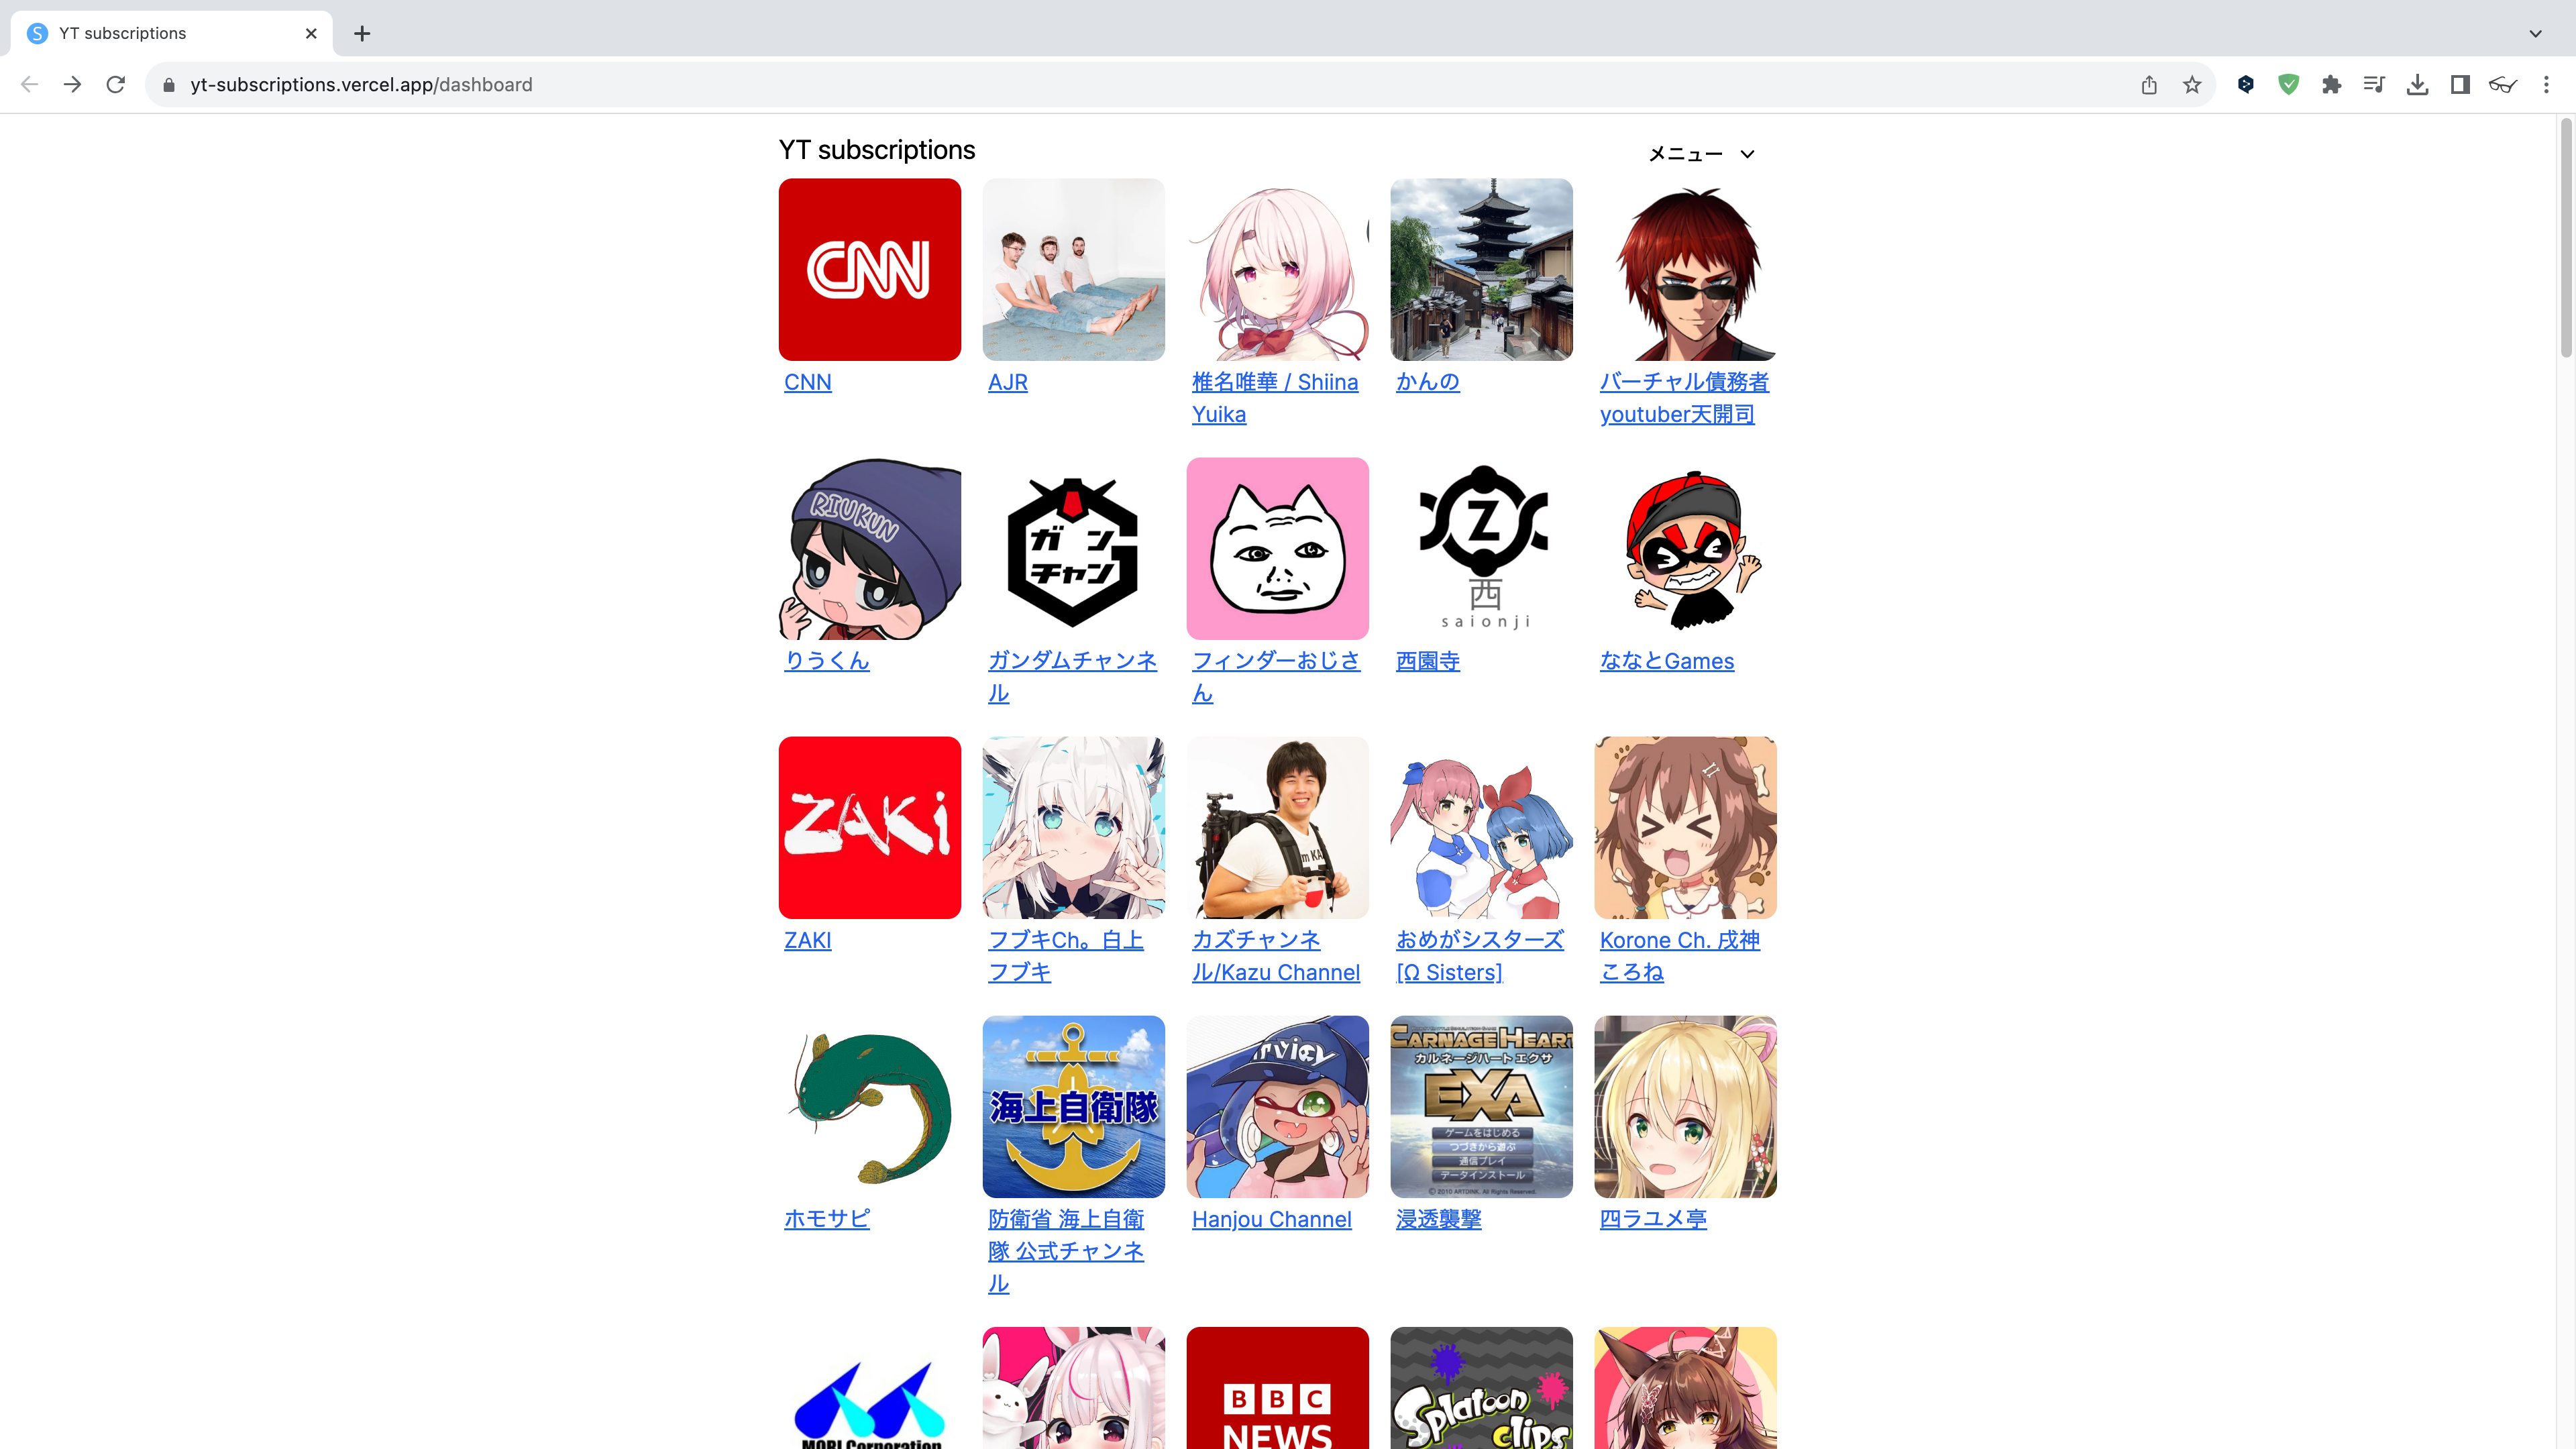 YT subscriptions
yt-subscriptions.vercel.app/dashboard
YT subscriptions
メニュー
CNN
CNN
AJR
椎名唯華 / Shiina
Yuika
かんの
バーチャル債務者
youtuber天開司
RIUKUN
ガン
チャン
Z
西
saionji
りうくん
ガンダムチャンネ
ル
フィンダーおじさ
ん
西園寺
ななとGames
ZAKi
m KA
ZAKI
フブキCh。白上
フブキ
カズチャンネ
ル/Kazu Channel
おめがシスターズ
[Ω Sisters]
Korone Ch. 戌神
ころね
海上自衛隊
CARNAGE HEART
カルネージハート エクサ
EXA
ゲームをはじめる
つづきから遊ぶ
通信プレイ
データインストール
© 2010 ARTDINK. All Rights Reserved.
ホモサピ
防衛省 海上自衛
隊 公式チャンネ
ル
Hanjou Channel
浸透襲撃
四ラユメ亭
MORI Corporation
BBC
NEWS
Splatoon
clips